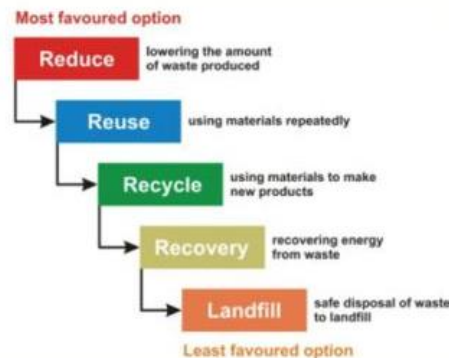 Most favoured option
Reduce
lowering the amount
of waste produced
Reuse
using materials repeatedly
Recycle
using materials to make
new products
Recovery
recovering energy
from waste
Landfill
safe disposal of waste
to landfill
Least favoured option